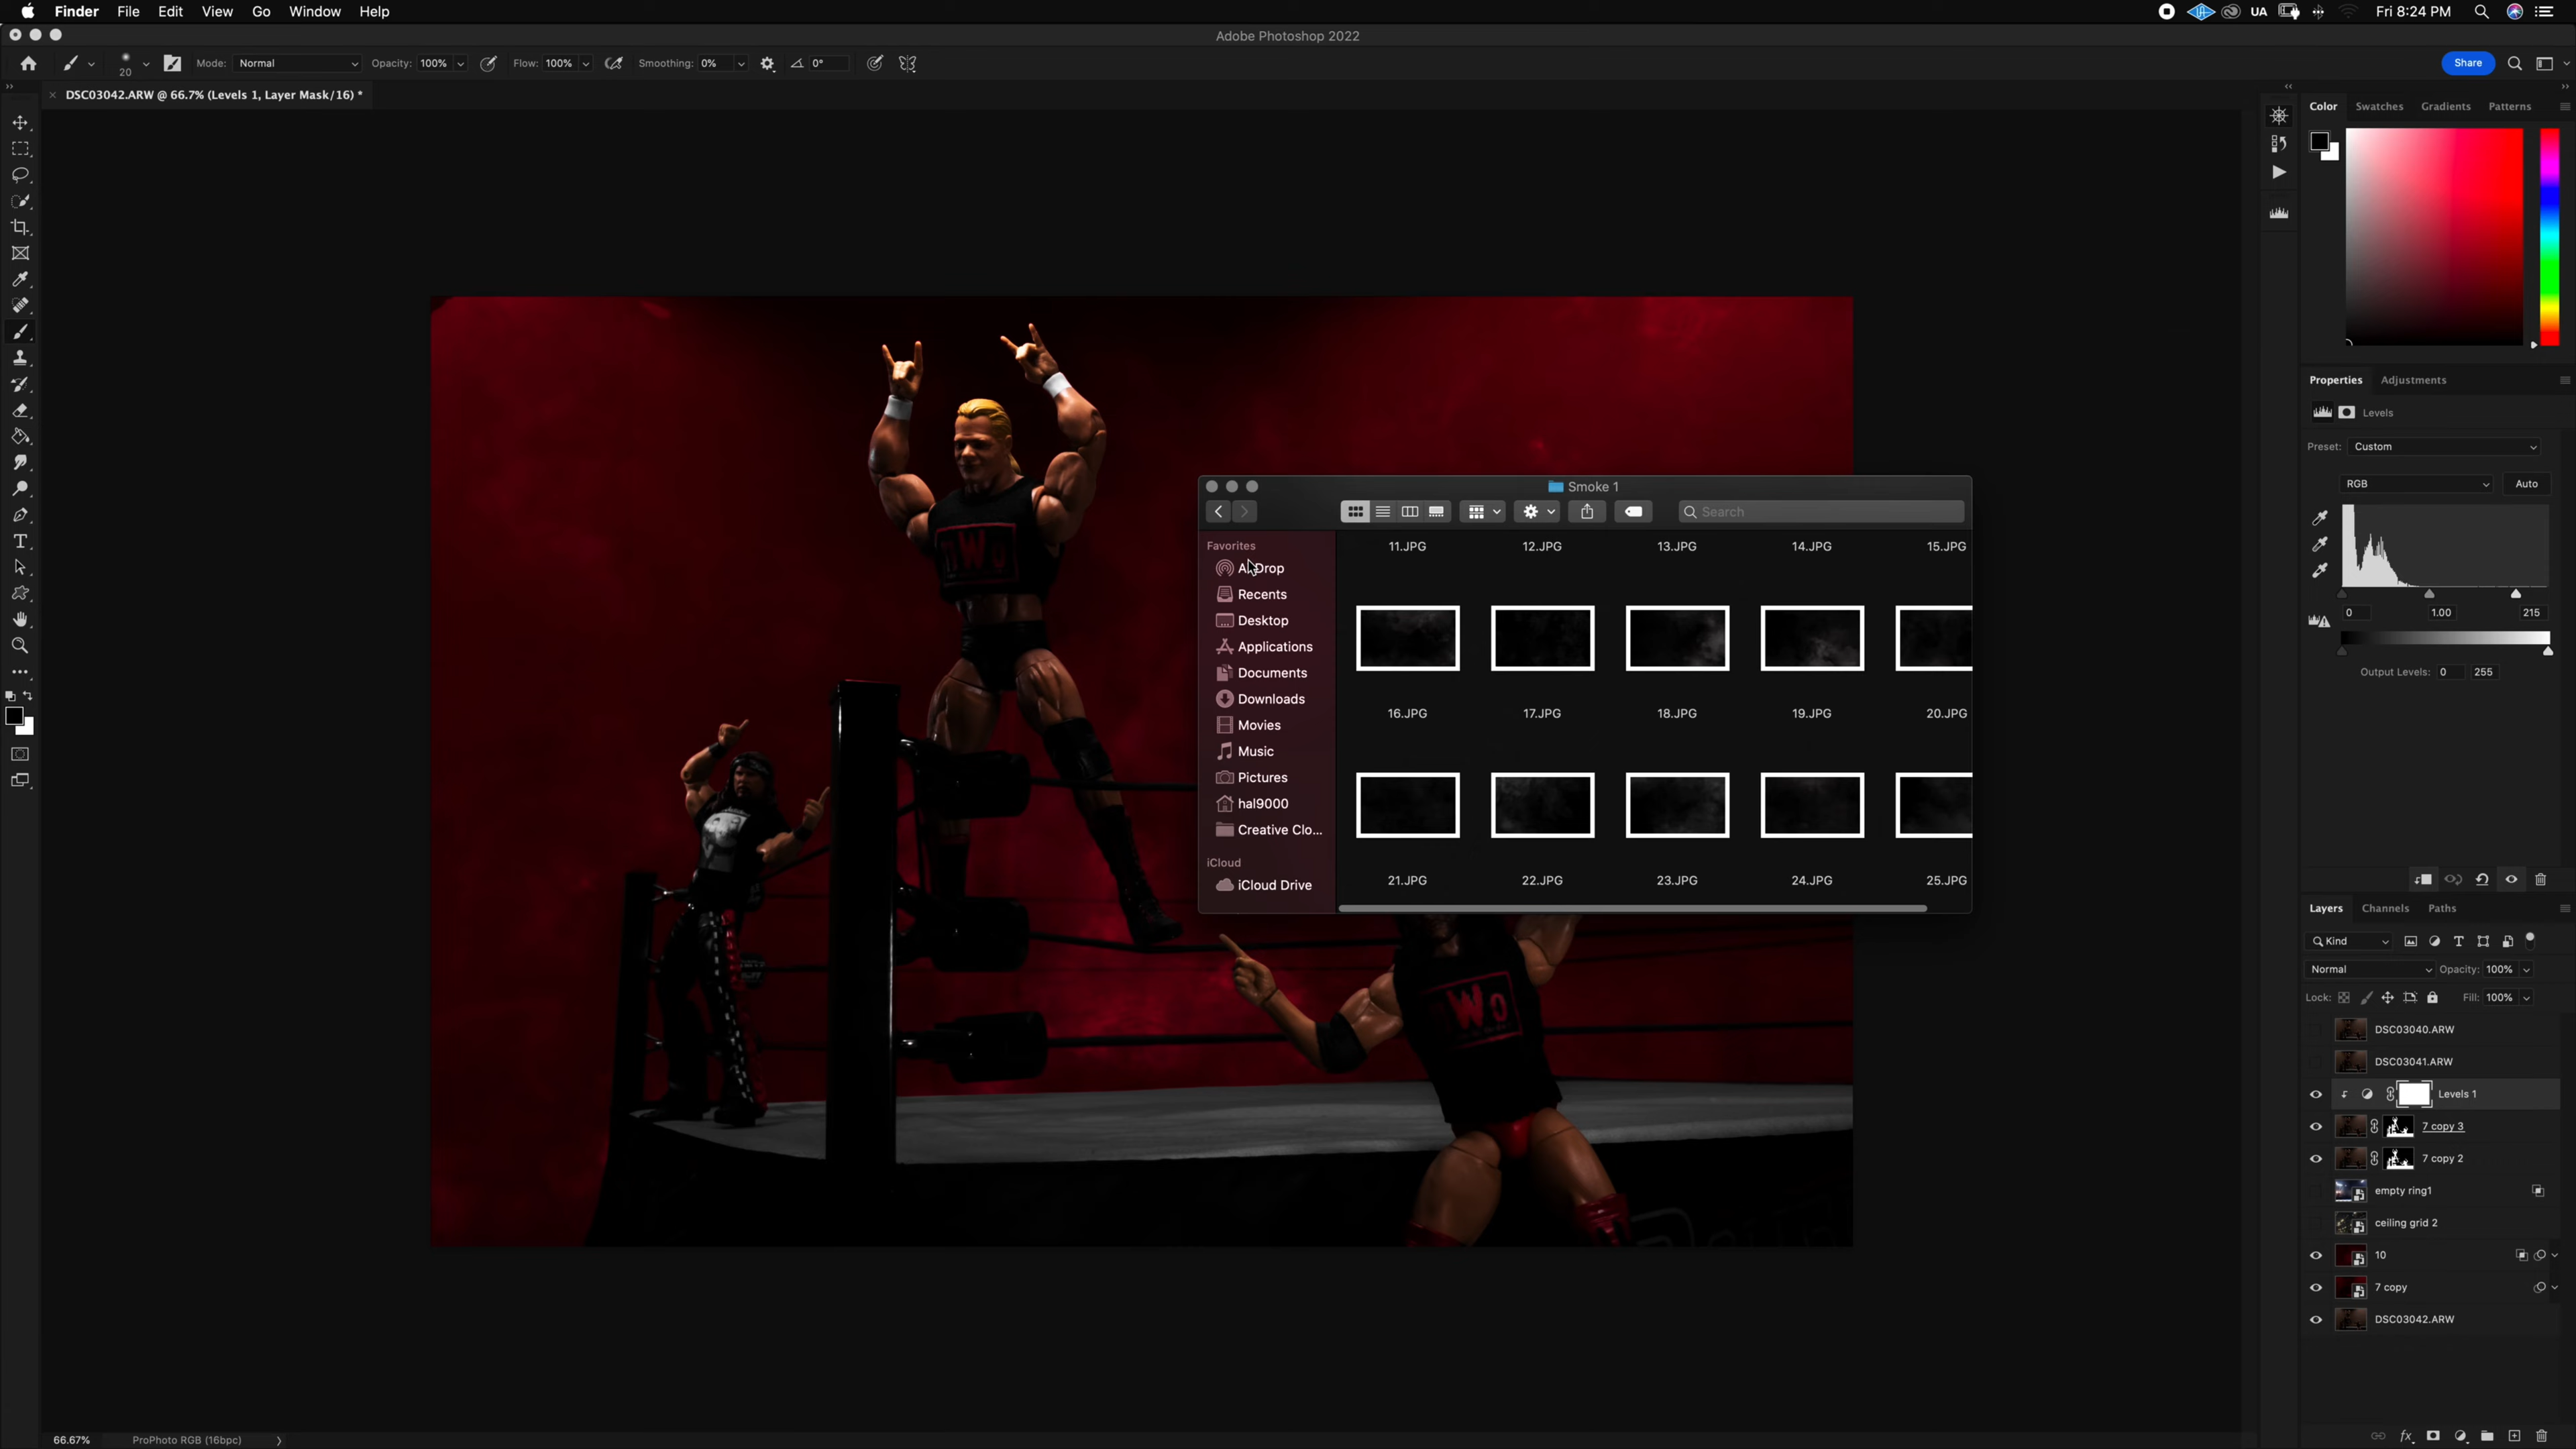 Finder File Edit View Go Window Help
UA Fri 8:24 PM
Adobe Photoshop 2022
20 Mode: Normal Opacity: 100% Flow: 100% Smoothing: 0% 0° Share
DSC03042.ARW @ 66.7% (Levels 1, Layer Mask/16) *
Color Swatches Gradients Patterns
Properties Adjustments
Levels
Preset: Custom
RGB Auto
0 1.00 215
Output Levels: 0 255
Smoke 1
Search
Favorites
AirDrop
Recents
Desktop
Applications
Documents
Downloads
Movies
Music
Pictures
hal9000
Creative Clo...
iCloud
iCloud Drive
11.JPG 12.JPG 13.JPG 14.JPG 15.JPG
16.JPG 17.JPG 18.JPG 19.JPG 20.JPG
21.JPG 22.JPG 23.JPG 24.JPG 25.JPG
nWo
Wo
Layers Channels Paths
Kind
Normal Opacity: 100%
Lock: Fill: 100%
DSC03040.ARW
DSC03041.ARW
Levels 1
7 copy 3
7 copy 2
empty ring1
ceiling grid 2
10
7 copy
DSC03042.ARW
66.67% ProPhoto RGB (16bpc)